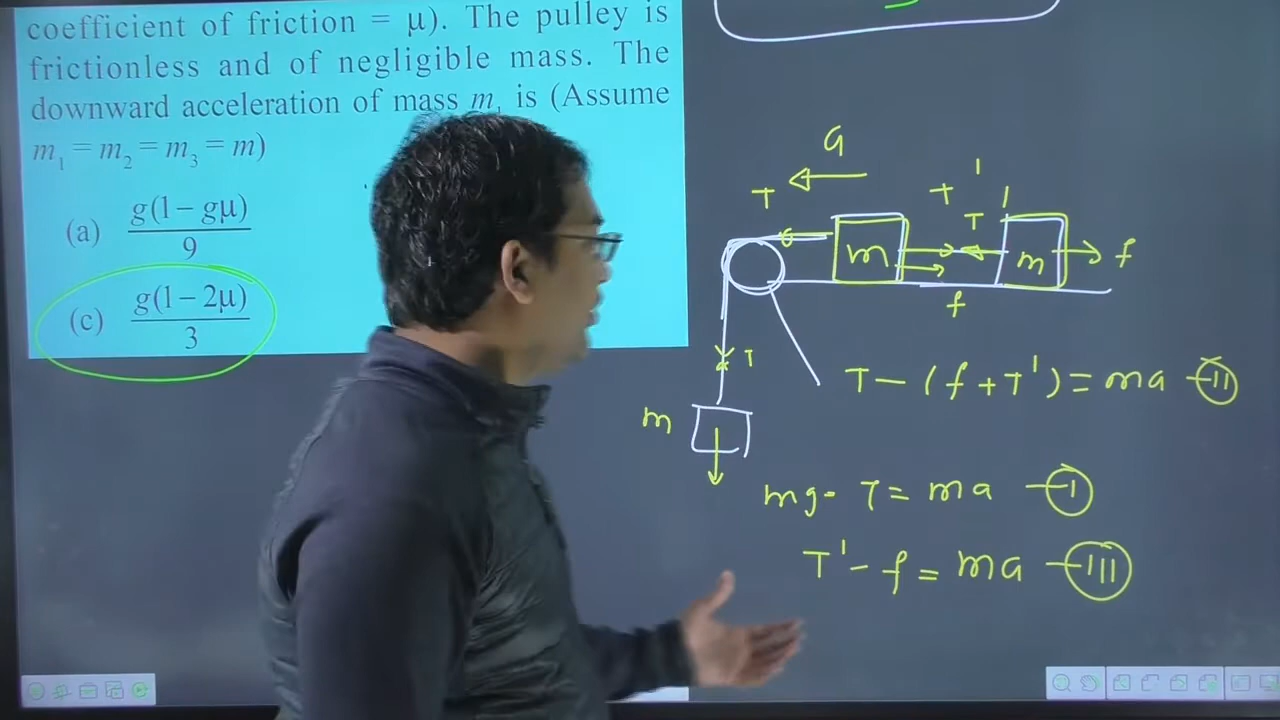 coefficient of friction = μ). The pulley is
frictionless and of negligible mass. The
downward acceleration of mass m₁ is (Assume
m₁ = m₂ = m₃ = m)
(a) g(1 – gμ)
9
(c) g(1 – 2μ)
3
a
T
T'
T'
m
m
f
f
T
m
T – (f + T') = ma – II
mg – T = ma – I
T' – f = ma – III